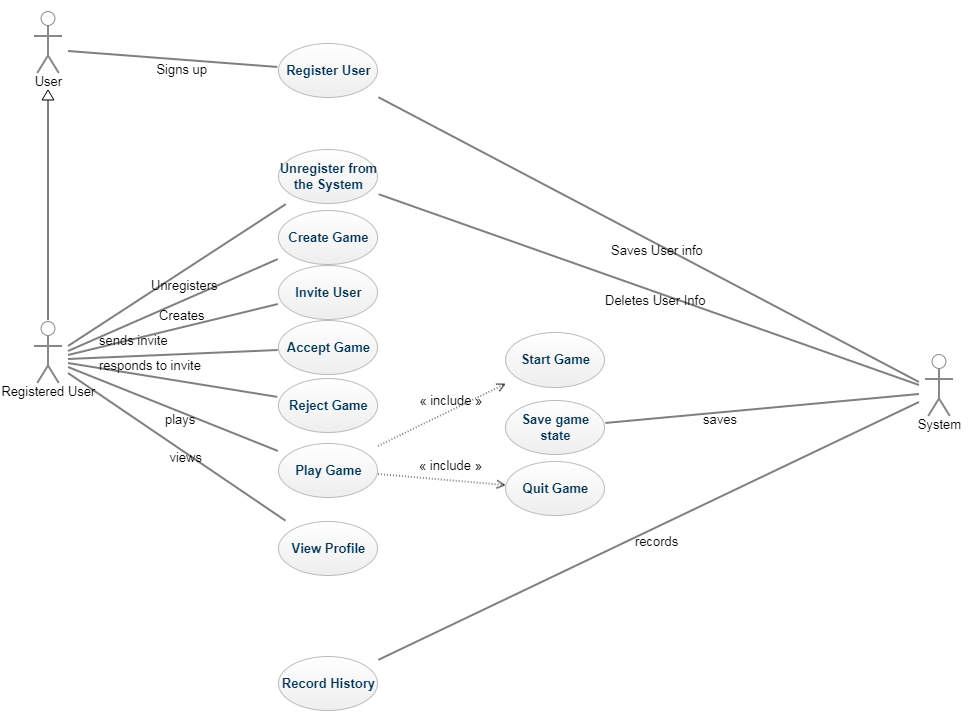 User
Signs up
Register User
Unregister from
the System
Create Game
Saves User info
Unregisters
Invite User
Deletes User Info
Creates
sends invite
Accept Game
Start Game
responds to invite
Registered User
Reject Game
« include »
plays
Save game
state
saves
System
views
Play Game
« include »
Quit Game
View Profile
records
Record History